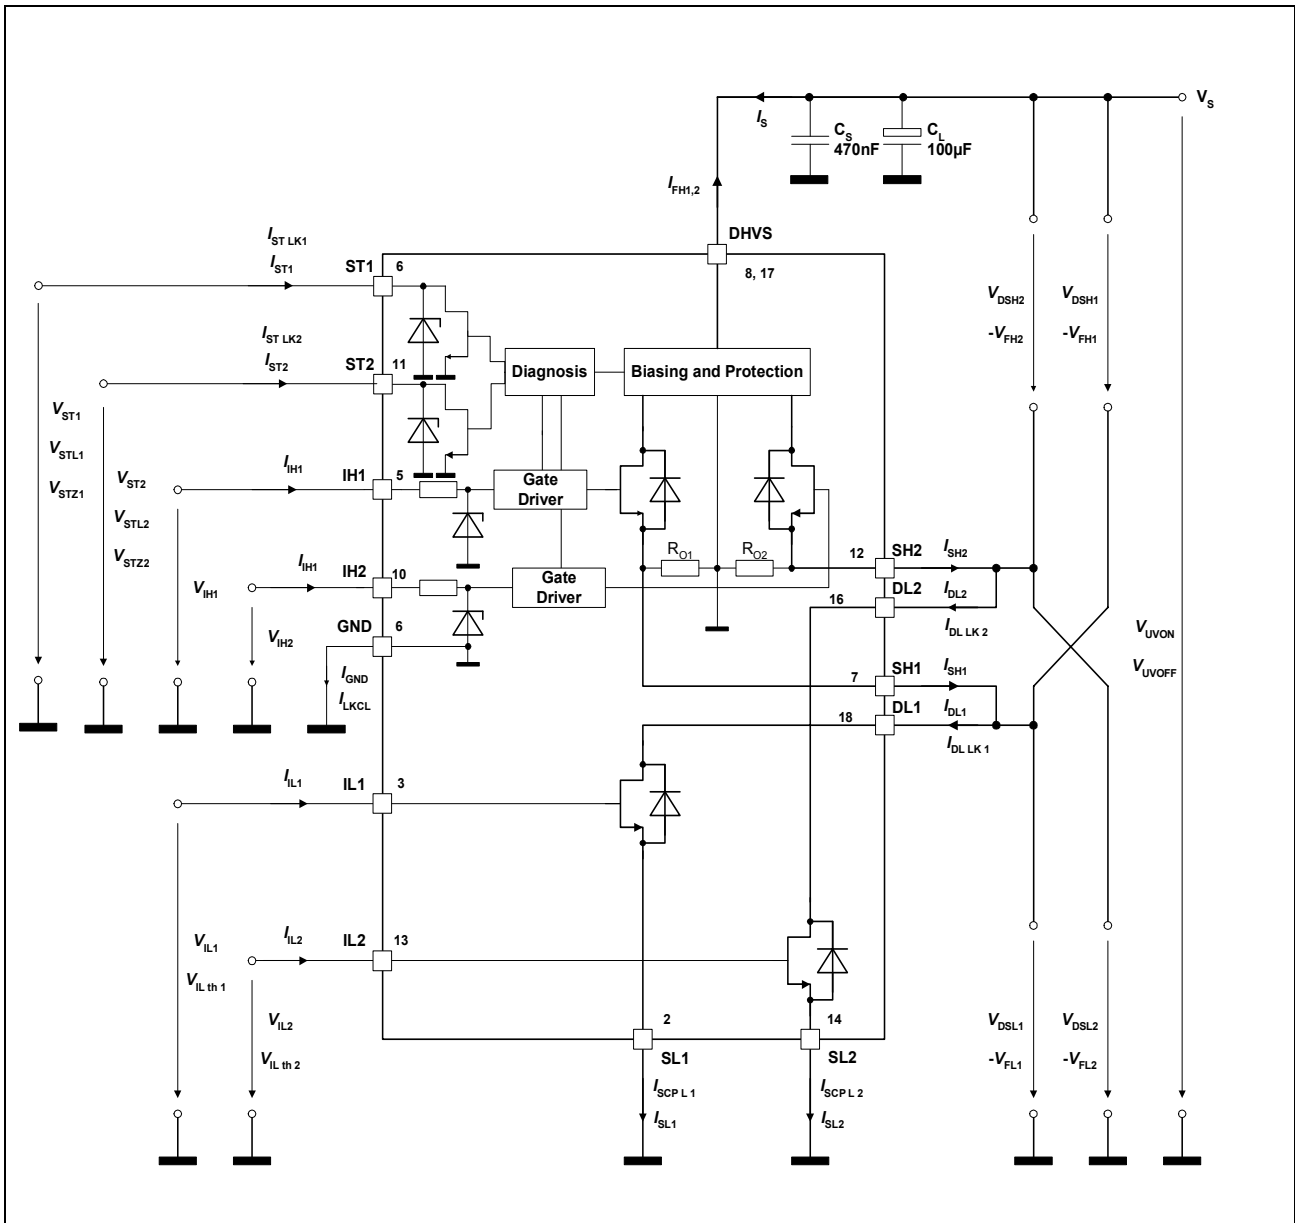 V_S
I_S
C_S
470nF
C_L
100µF
I_FH1,2
DHVS
8, 17
I_ST LK1
I_ST1
ST1
6
I_ST LK2
I_ST2
ST2
11
V_DSH2
-V_FH2
V_DSH1
-V_FH1
Diagnosis
Biasing and Protection
V_ST1
V_STL1
V_STZ1
V_ST2
V_STL2
V_STZ2
I_IH1
IH1
5
Gate
Driver
R_O1
R_O2
12
SH2
I_SH2
V_IH1
I_IH1
IH2
10
Gate
Driver
16
DL2
I_DL2
I_DL LK 2
V_IH2
GND
6
I_GND
I_LKCL
V_UVON
V_UVOFF
7
SH1
I_SH1
18
DL1
I_DL1
I_DL LK 1
I_IL1
IL1
3
V_IL1
V_IL th 1
I_IL2
IL2
13
V_IL2
V_IL th 2
2
SL1
14
SL2
V_DSL1
-V_FL1
V_DSL2
-V_FL2
I_SCP L 1
I_SL1
I_SCP L 2
I_SL2